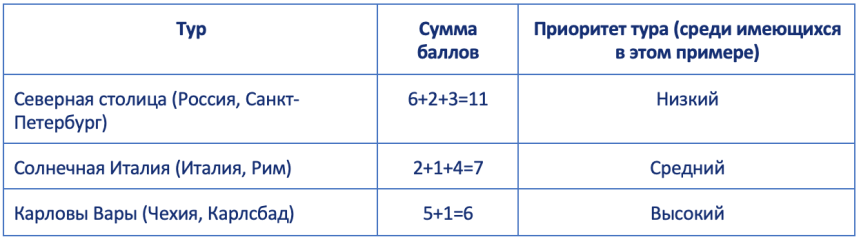 Тур
Сумма
баллов
Приоритет тура (среди имеющихся
в этом примере)
Северная столица (Россия, Санкт-
Петербург)
6+2+3=11
Низкий
Солнечная Италия (Италия, Рим)
2+1+4=7
Средний
Карловы Вары (Чехия, Карлсбад)
5+1=6
Высокий